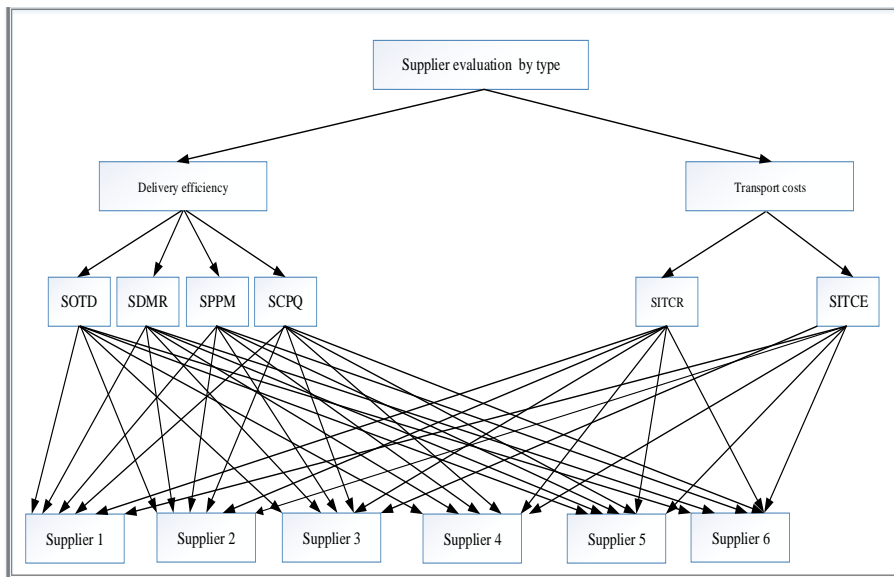 Supplier evaluation by type
Delivery efficiency
Transport costs
SOTD
SDMR
SPPM
SCPQ
SITCR
SITCE
Supplier 1
Supplier 2
Supplier 3
Supplier 4
Supplier 5
Supplier 6